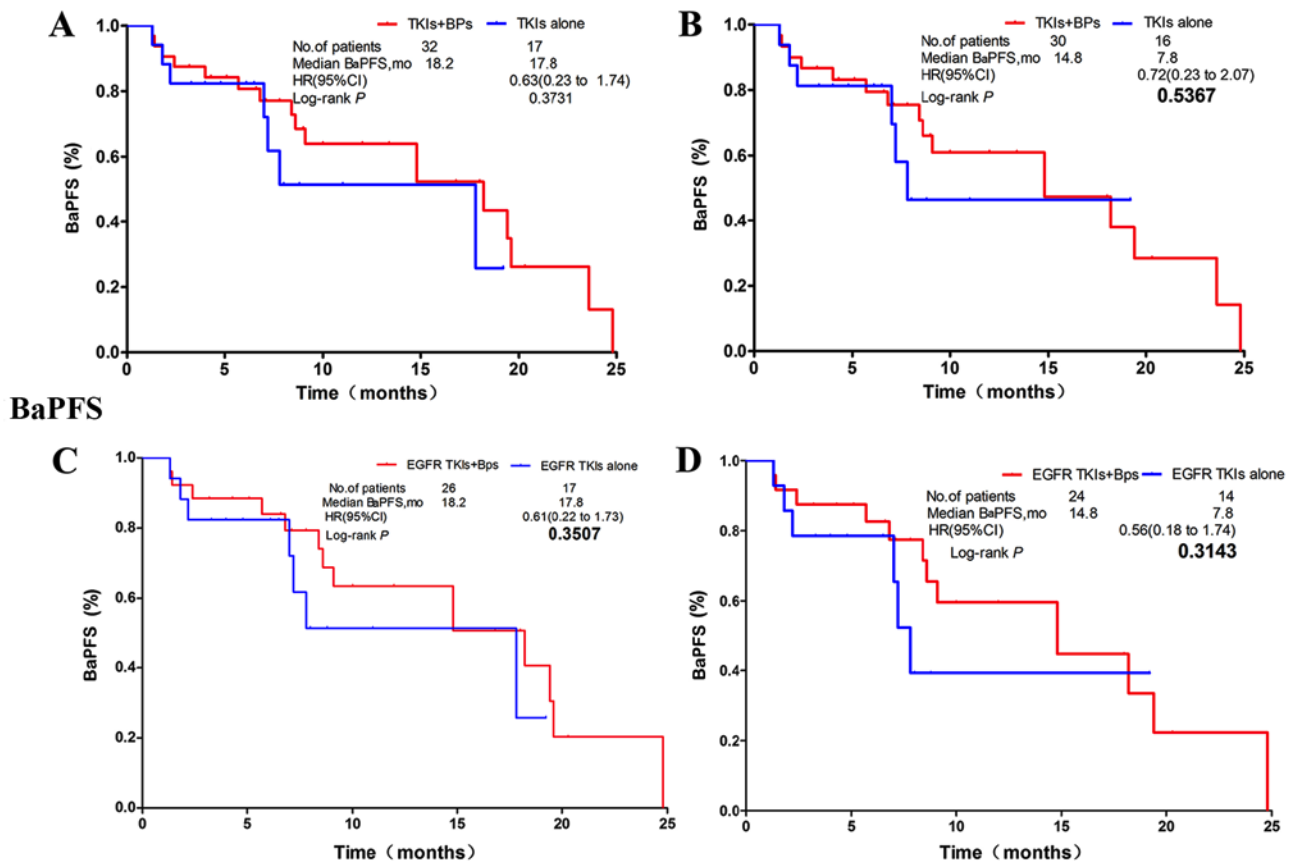 A
TKIs+BPs TKIs alone
No.of patients 32 17
Median BaPFS,mo 18.2 17.8
HR(95%CI) 0.63(0.23 to 1.74)
Log-rank P 0.3731
1.0
0.8
0.6
0.4
0.2
0.0
BaPFS (%)
0 5 10 15 20 25
Time (months)
B
TKIs+BPs TKIs alone
No.of patients 30 16
Median BaPFS,mo 14.8 7.8
HR(95%CI) 0.72(0.23 to 2.07)
Log-rank P 0.5367
1.0
0.8
0.6
0.4
0.2
0.0
BaPFS (%)
0 5 10 15 20 25
Time (months)
BaPFS
C
EGFR TKIs+Bps EGFR TKIs alone
No.of patients 26 17
Median BaPFS,mo 18.2 17.8
HR(95%CI) 0.61(0.22 to 1.73)
Log-rank P 0.3507
1.0
0.8
0.6
0.4
0.2
0.0
BaPFS (%)
0 5 10 15 20 25
Time (months)
D
EGFR TKIs+BPs EGFR TKIs alone
No.of patients 24 14
Median BaPFS,mo 14.8 7.8
HR(95%CI) 0.56(0.18 to 1.74)
Log-rank P 0.3143
1.0
0.8
0.6
0.4
0.2
0.0
BaPFS (%)
0 5 10 15 20 25
Time (months)